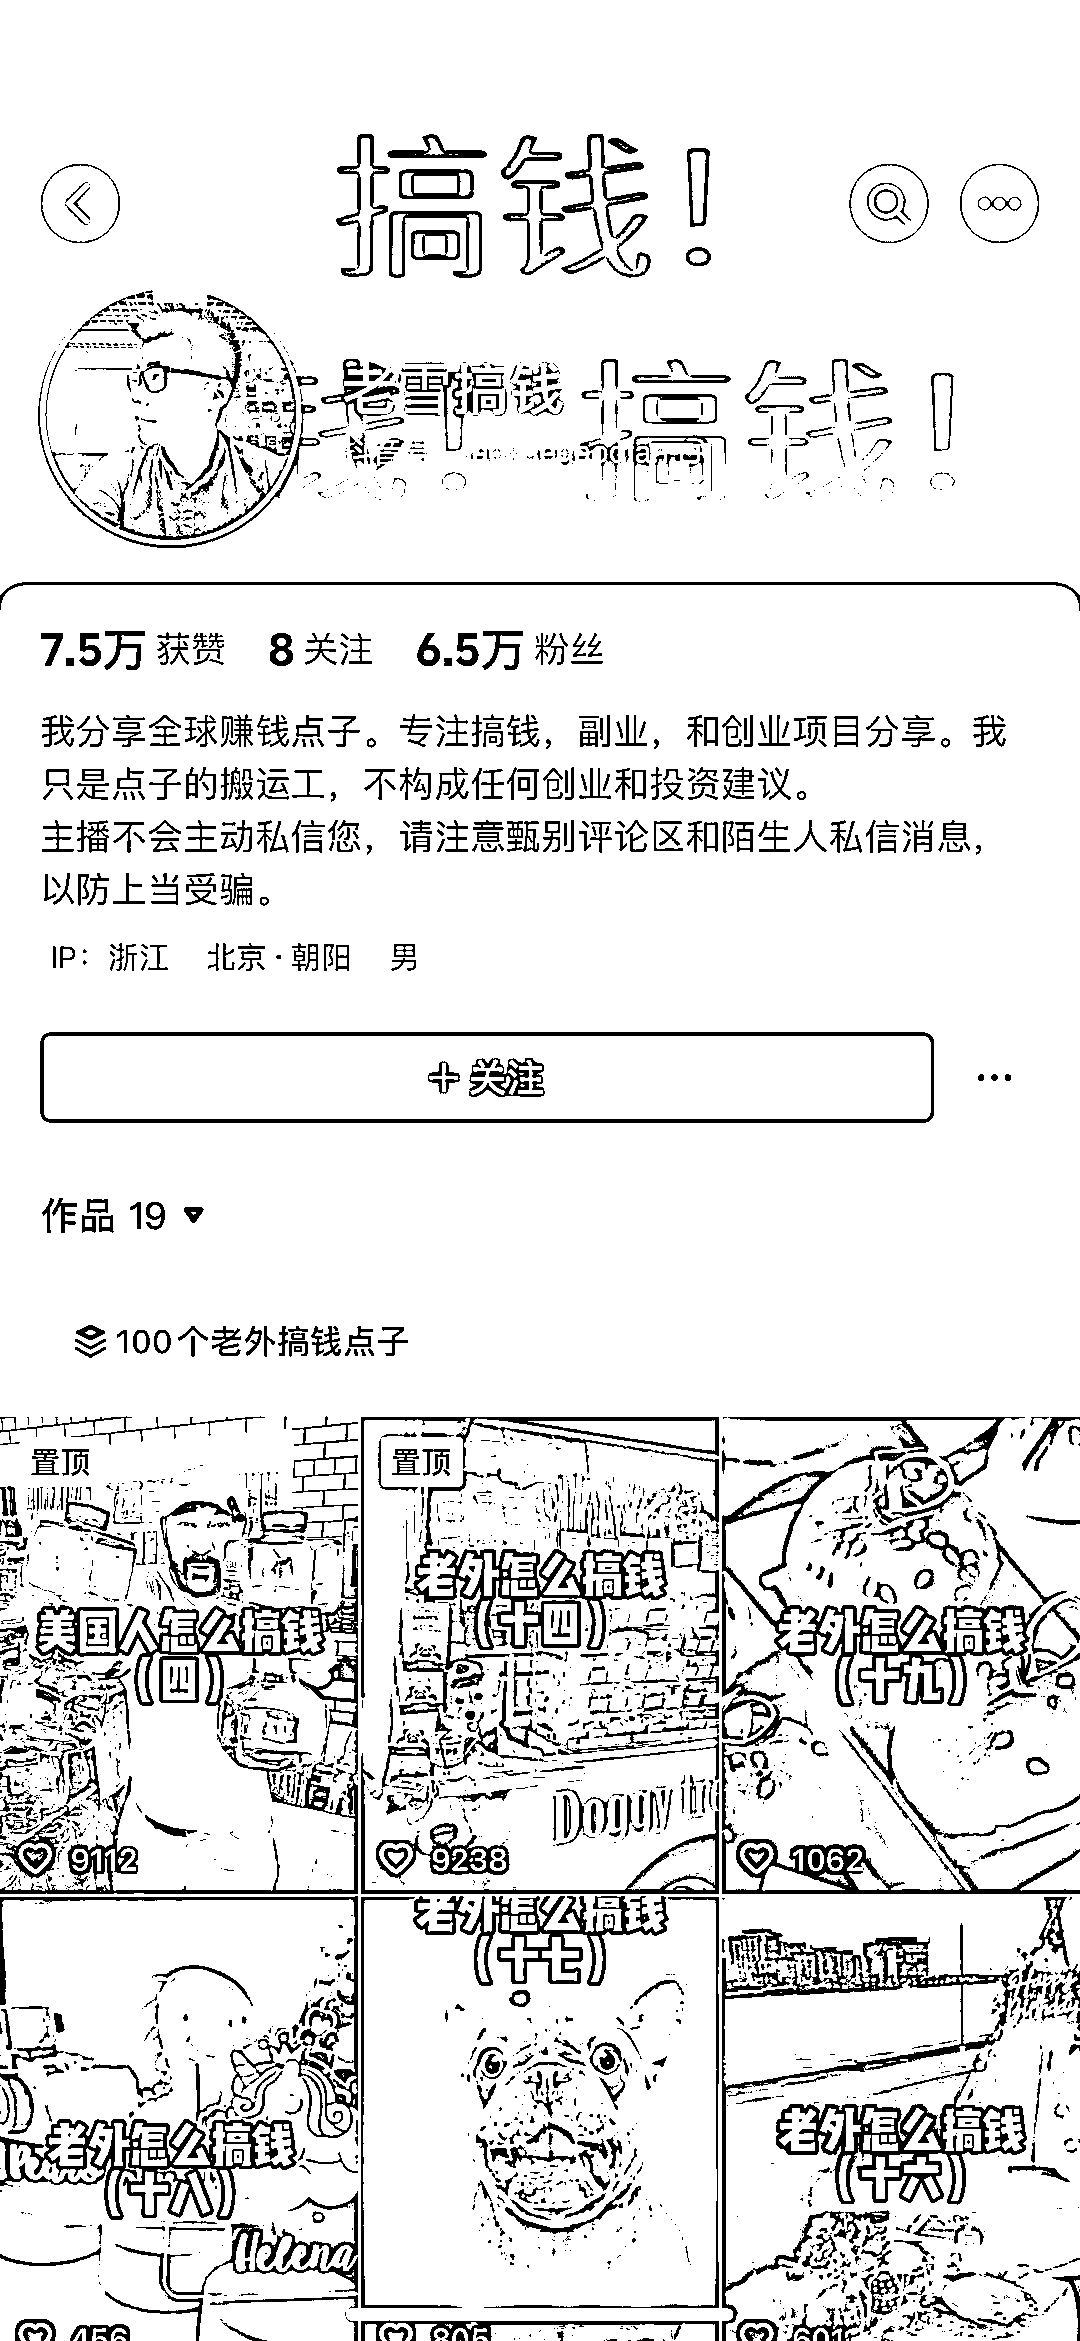 搞钱!
搞钱!
老雪搞钱
7.5万 获赞 8 关注 6.5万 粉丝
我分享全球赚钱点子。专注搞钱，副业，和创业项目分享。我
只是点子的搬运工，不构成任何创业和投资建议。
主播不会主动私信您，请注意甄别评论区和陌生人私信消息，
以防上当受骗。
IP：浙江 北京·朝阳 男
+ 关注
作品 19
100个老外搞钱点子
置顶
美国人怎么搞钱
（四）
9112
置顶
老外怎么搞钱
（十四）
Doggy
9238
老外怎么搞钱
（十九）
1062
老外怎么搞钱
（十八）
Helena
456
老外怎么搞钱
（十七）
805
老外怎么搞钱
（十六）
601